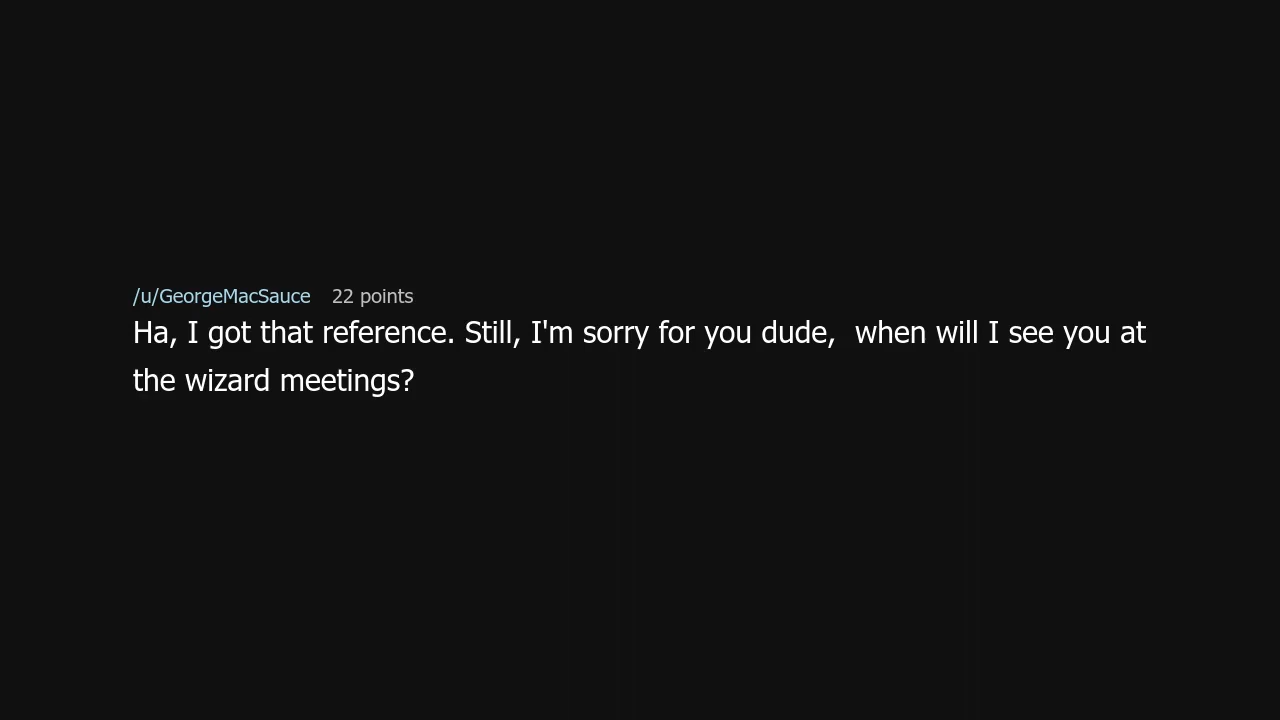 /u/GeorgeMacSauce 22 points
Ha, I got that reference. Still, I'm sorry for you dude,  when will I see you at
the wizard meetings?